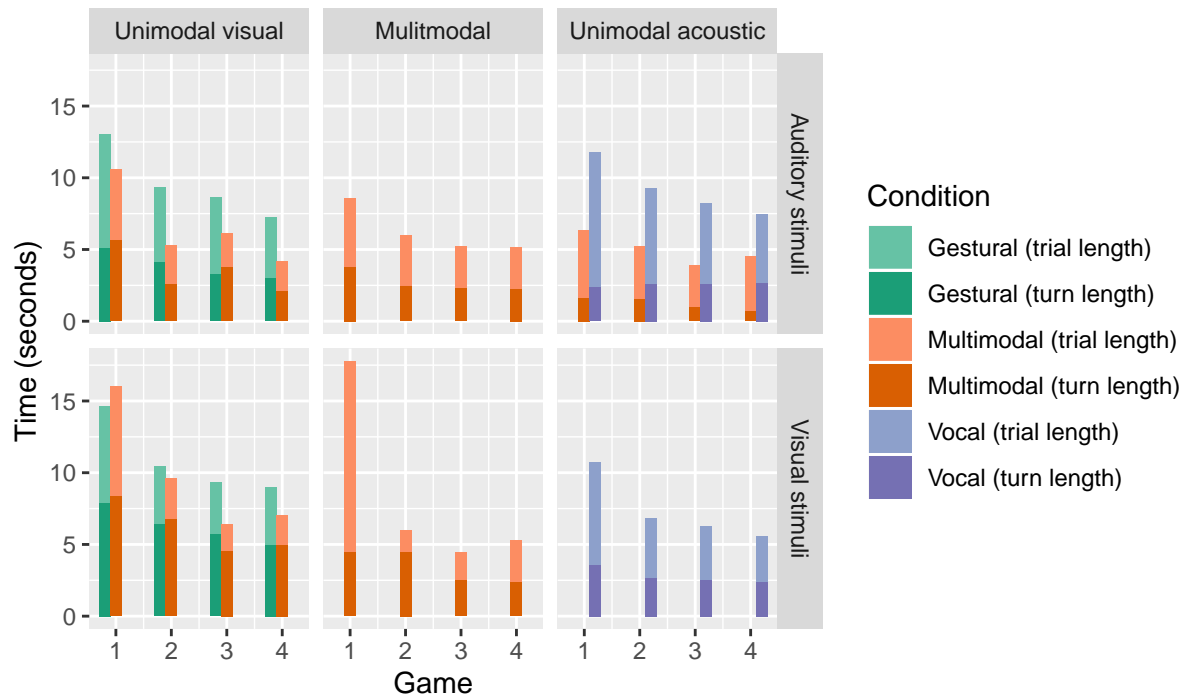 Unimodal visual
Mulitmodal
Unimodal acoustic
Time (seconds)
15
10
5
0
Auditory stimuli
15
10
5
0
Visual stimuli
1 2 3 4
1 2 3 4
1 2 3 4
Game
Condition
Gestural (trial length)
Gestural (turn length)
Multimodal (trial length)
Multimodal (turn length)
Vocal (trial length)
Vocal (turn length)